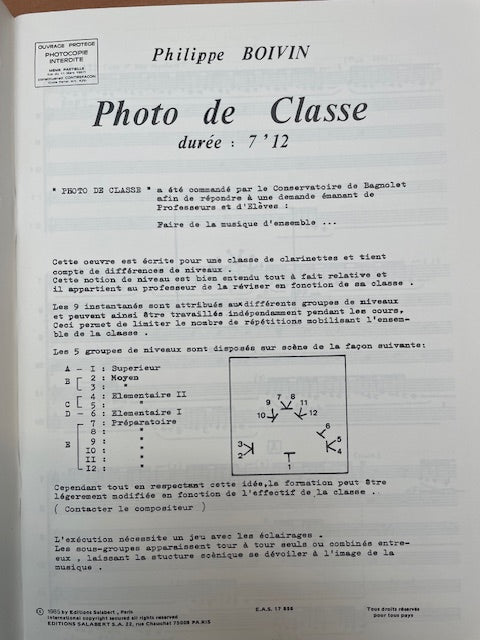 OUVRAGE PROTÉGÉ
PHOTOCOPIE
INTERDITE
MÊME PARTIELLE
constituerait CONTREFAÇON
Philippe BOIVIN
Photo de Classe
durée : 7'12
" PHOTO DE CLASSE " a été commandé par le Conservatoire de Bagnolet
afin de répondre à une demande émanant de
Professeurs et d'Elèves :
Faire de la musique d'ensemble ...
Cette oeuvre est écrite pour une classe de clarinettes et tient
compte de différences de niveaux .
Cette notion de niveau est bien entendu tout à fait relative et
il appartient au professeur de la réviser en fonction de sa classe .
Les 9 instantanés sont attribués aux différents groupes de niveaux
et peuvent ainsi être travaillés indépendamment pendant les cours,
Ceci permet de limiter le nombre de répétitions mobilisant l'ensem-
ble de la classe .
Les 5 groupes de niveaux sont disposés sur scène de la façon suivante:
A - I : Superieur
B 2 : Moyen
3 : "
C 4 : Elementaire II
5 : "
D - 6 : Elementaire I
E 7 : Préparatoire
8 : "
9 : "
I0 : "
II : "
I2 : "
7 8
9 11
10 12
6
3 5
2 4
1
Cependant tout en respectant cette idée,la formation peut être
légerement modifiée en fonction de l'effectif de la classe .
( Contacter le compositeur )
L'exécution nécessite un jeu avec les éclairages .
Les sous-groupes apparaissent tour à tour seuls ou combinés entre-
eux , laissant la stucture scènique se dévoiler à l'image de la
musique .
© 1985 by Editions Salabert, Paris
International copyright secured all rights reserved
EDITIONS SALABERT S.A. 22, rue Chauchat 75009 PARIS
E.A.S. 17 856
Tous droits réservés
pour tous pays